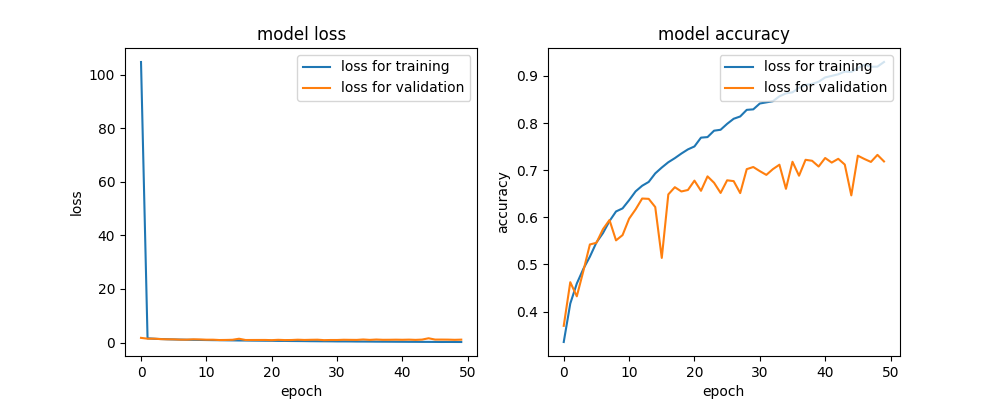 model loss
loss for training
loss for validation
100
80
60
40
20
0
loss
0 10 20 30 40 50
epoch
model accuracy
loss for training
loss for validation
0.9
0.8
0.7
0.6
0.5
0.4
accuracy
0 10 20 30 40 50
epoch